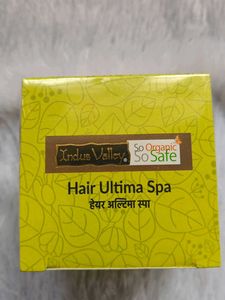 Indus Valley
So Organic
So Safe
Hair Ultima Spa
हेयर अल्टिमा स्पा